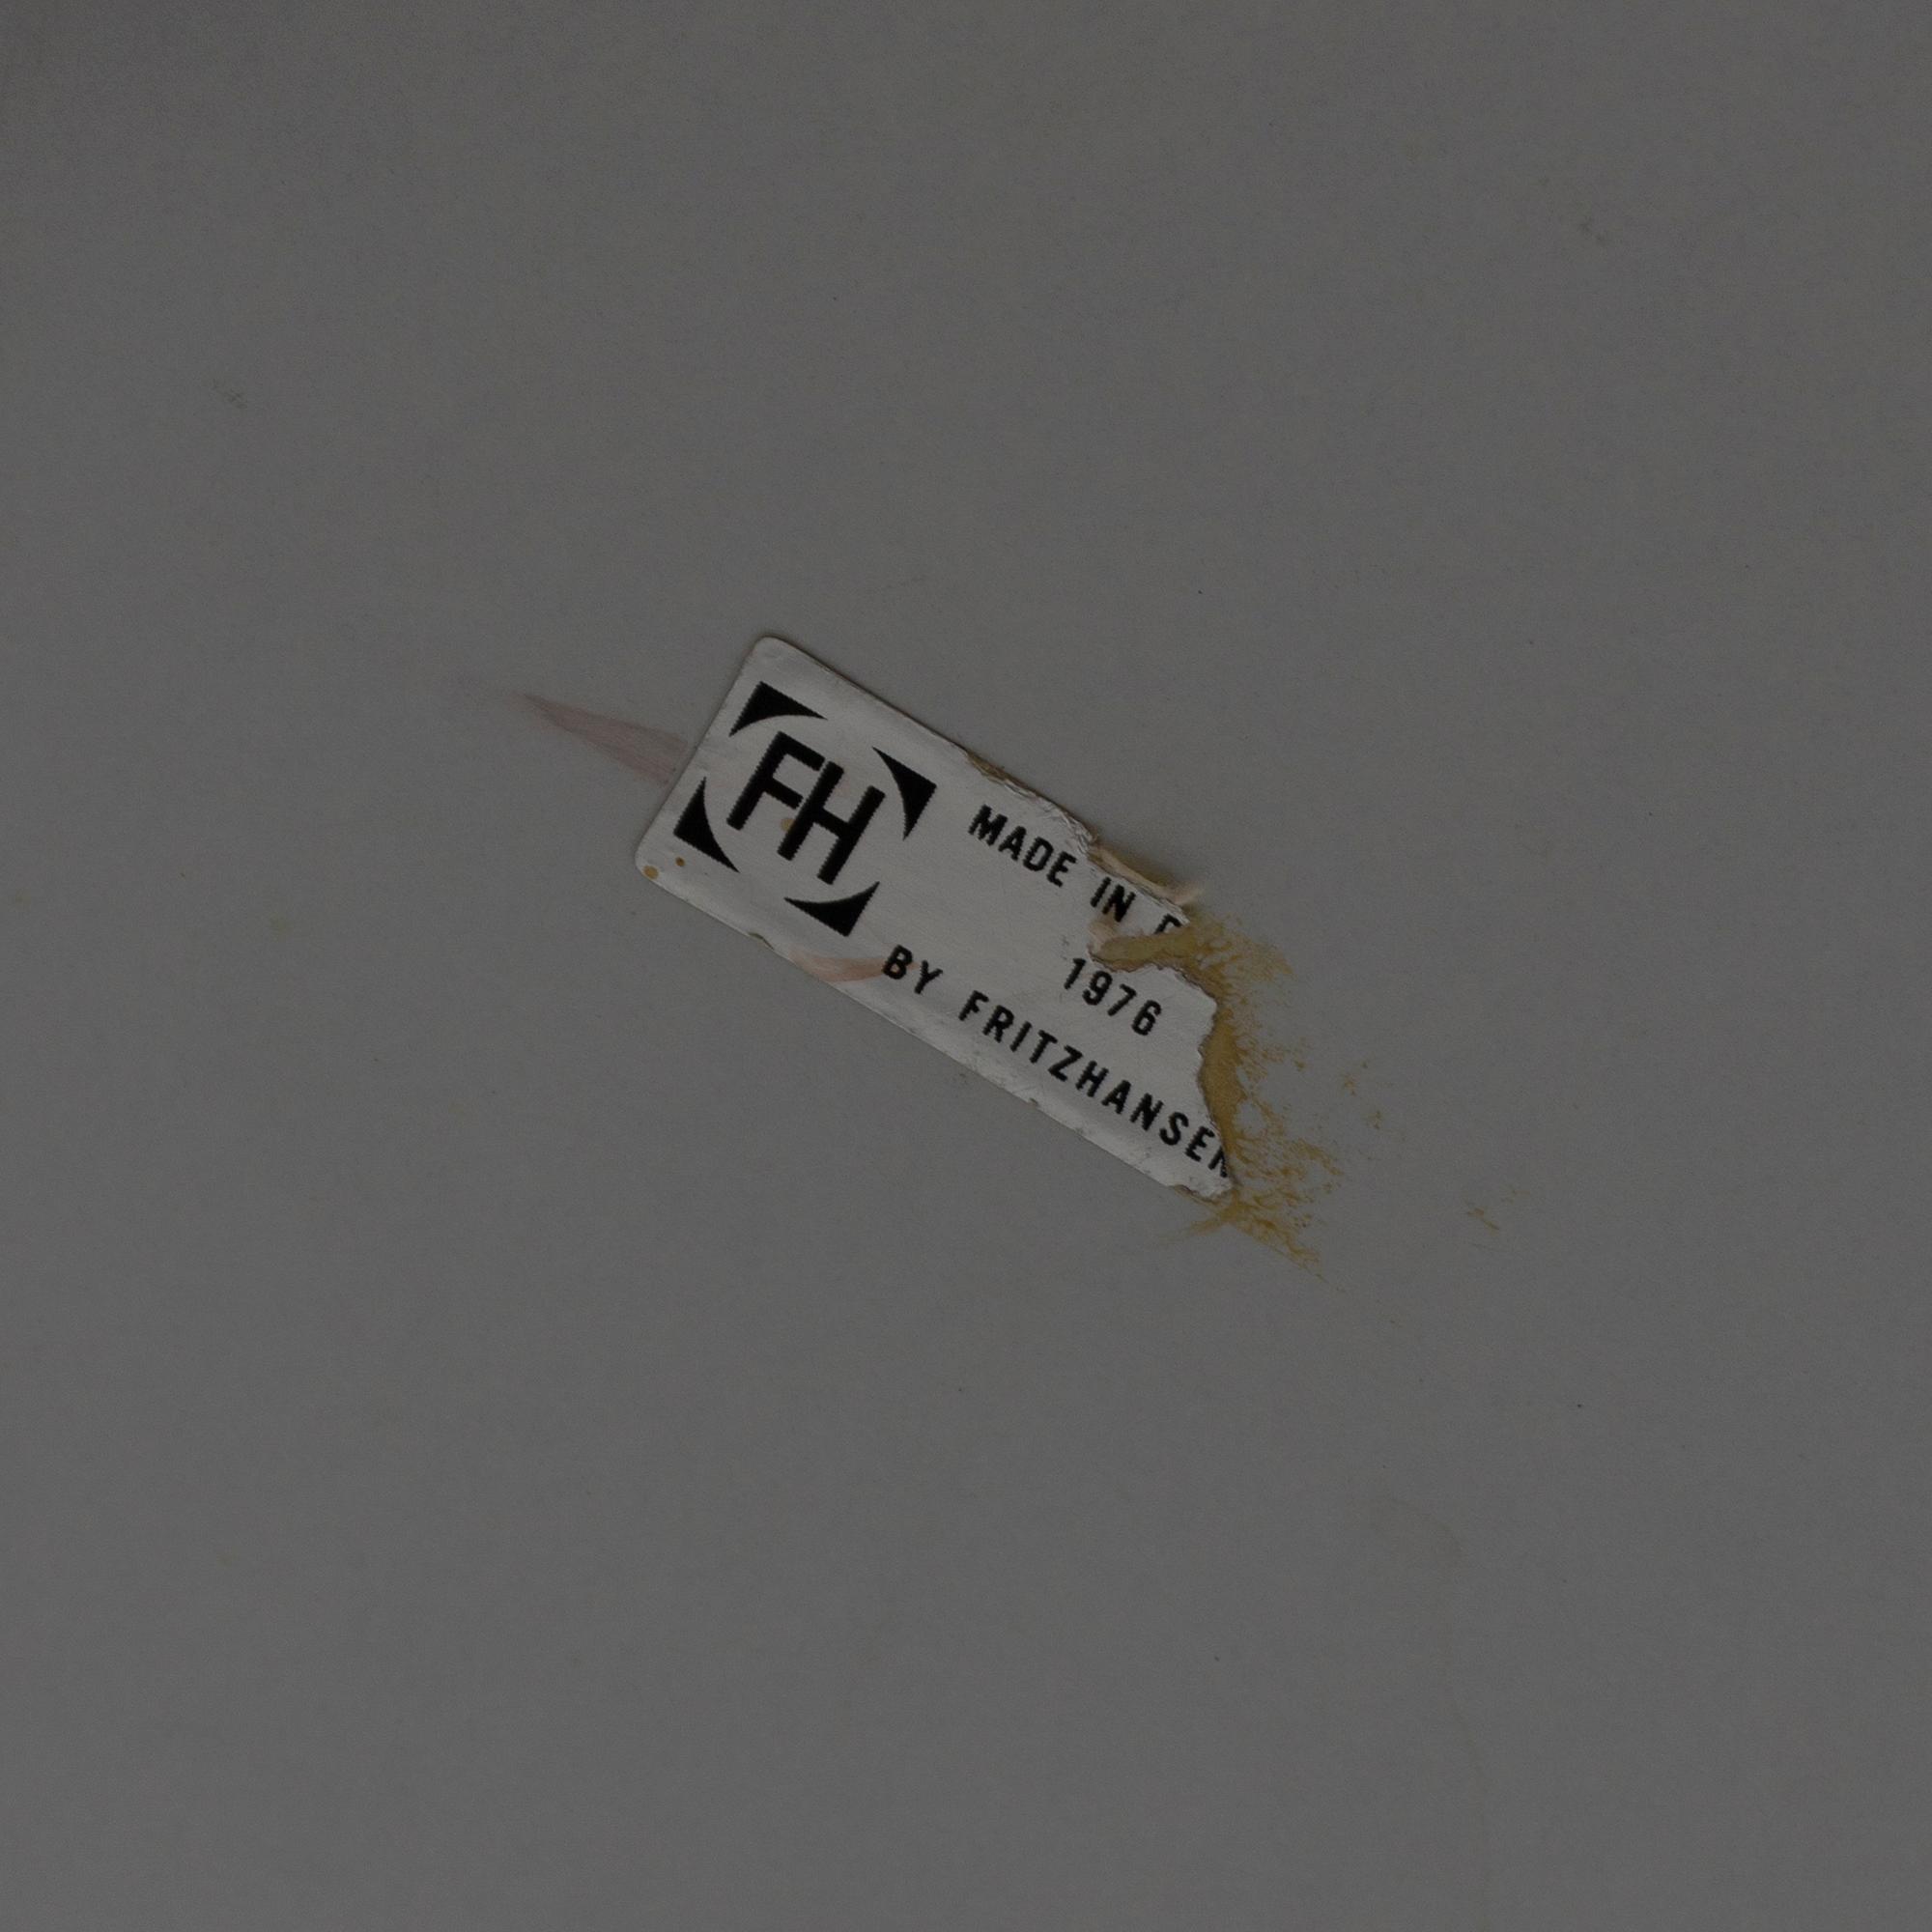 FH
MADE IN
1976
BY FRITZHANSEN